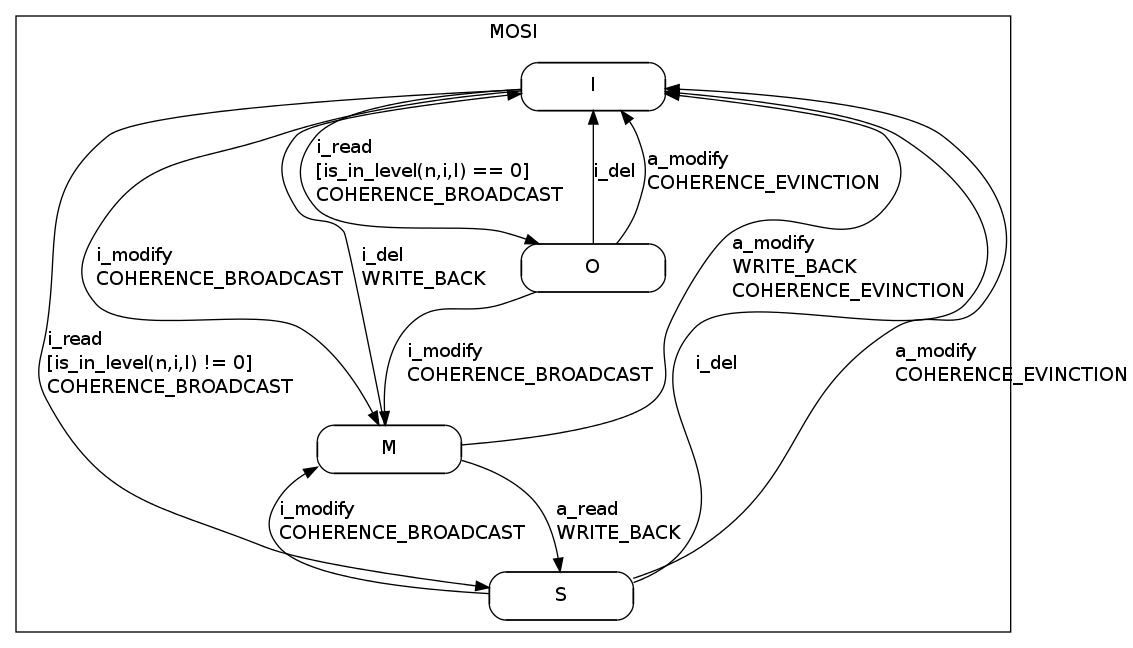 MOSI
I
i_read
[is_in_level(n,i,l) == 0]
COHERENCE_BROADCAST
i_del
a_modify
COHERENCE_EVINCTION
i_modify
COHERENCE_BROADCAST
i_del
WRITE_BACK
O
a_modify
WRITE_BACK
COHERENCE_EVINCTION
i_read
[is_in_level(n,i,l) != 0]
COHERENCE_BROADCAST
i_modify
COHERENCE_BROADCAST
i_del
a_modify
COHERENCE_EVINCTION
M
i_modify
COHERENCE_BROADCAST
a_read
WRITE_BACK
S